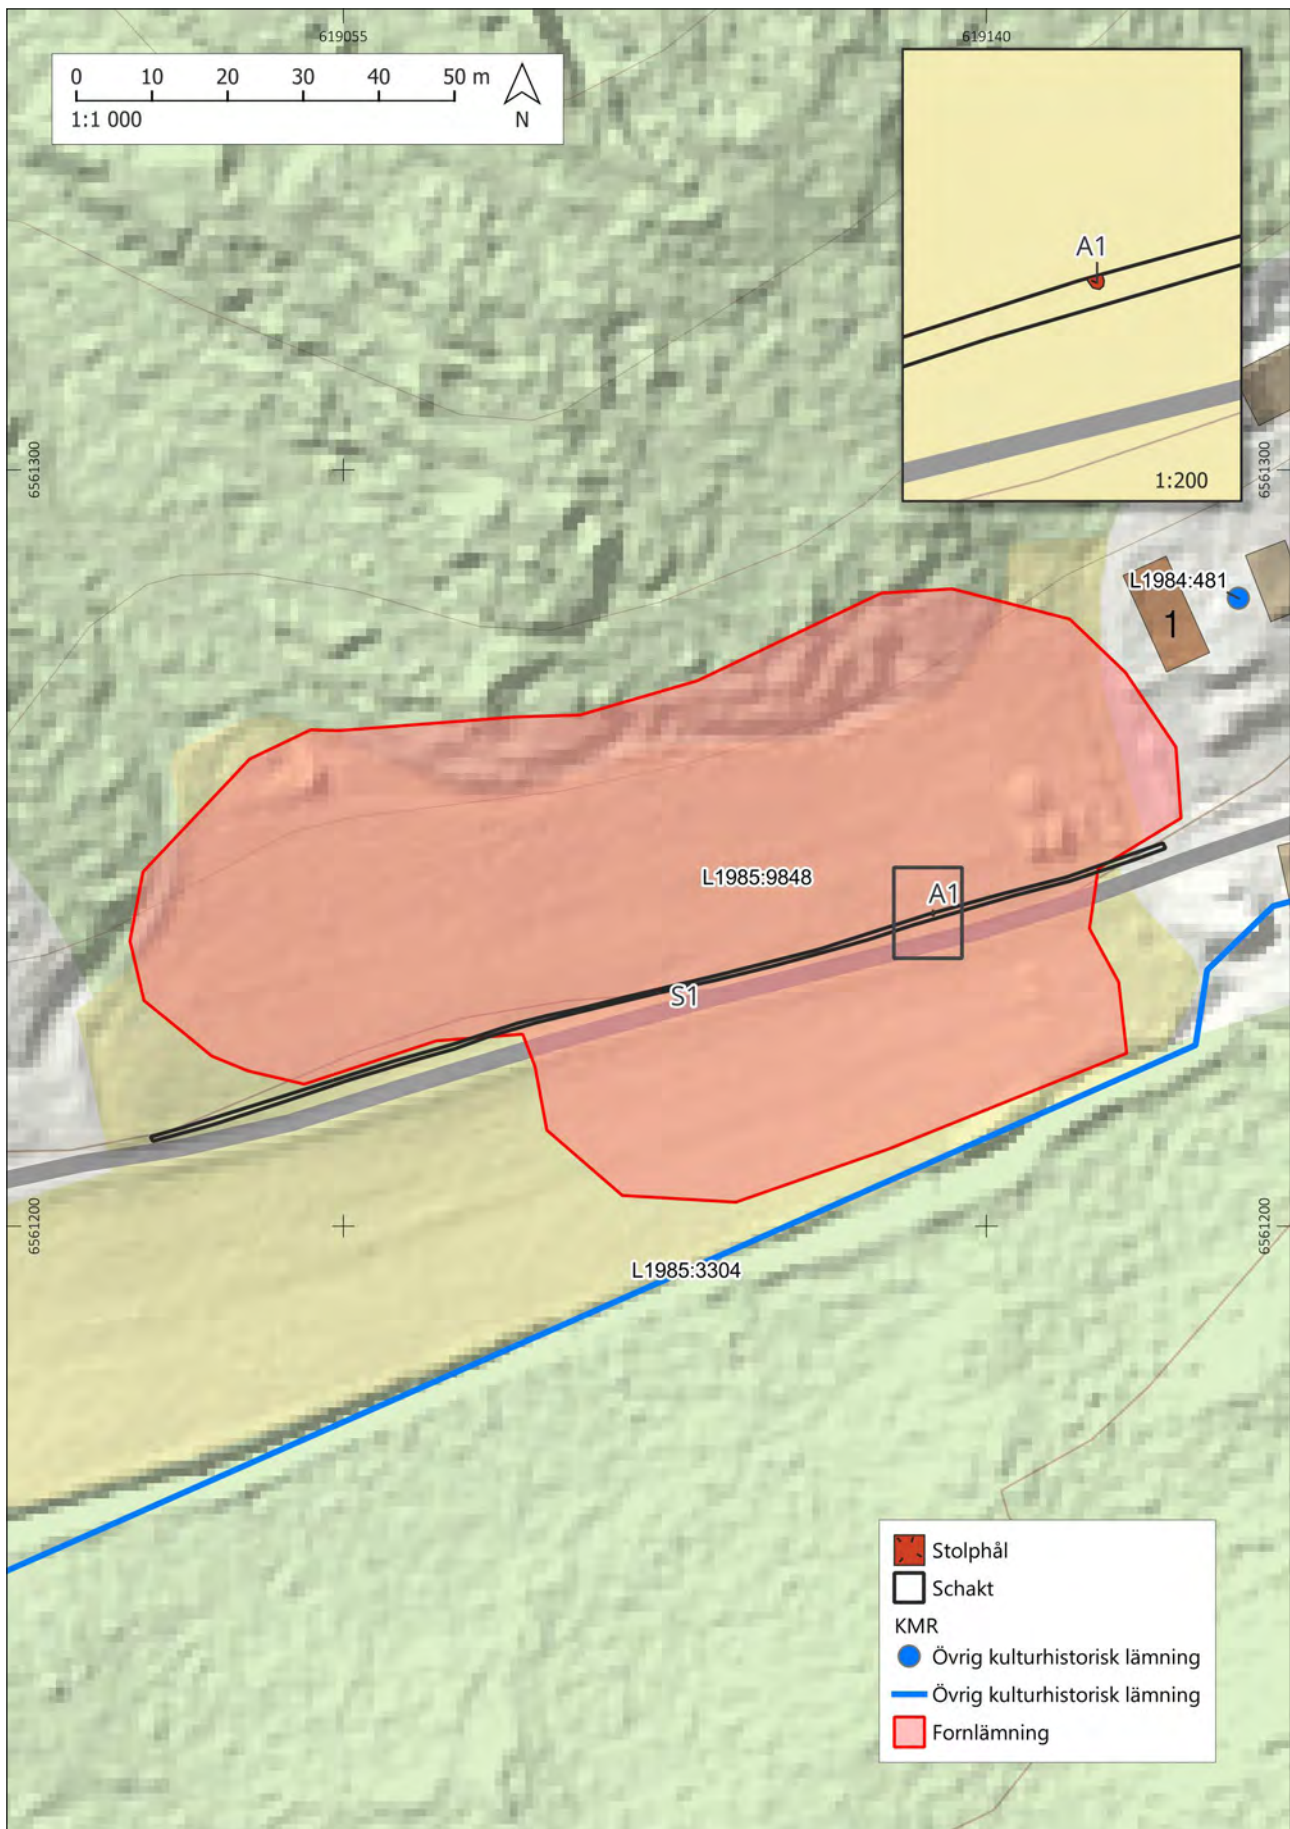 619055
619140
0 10 20 30 40 50 m
1:1 000
N
A1
1:200
6561300
6561300
L1984:481
1
L1985:9848
A1
S1
6561200
6561200
L1985:3304
Stolphål
Schakt
KMR
Övrig kulturhistorisk lämning
Övrig kulturhistorisk lämning
Fornlämning